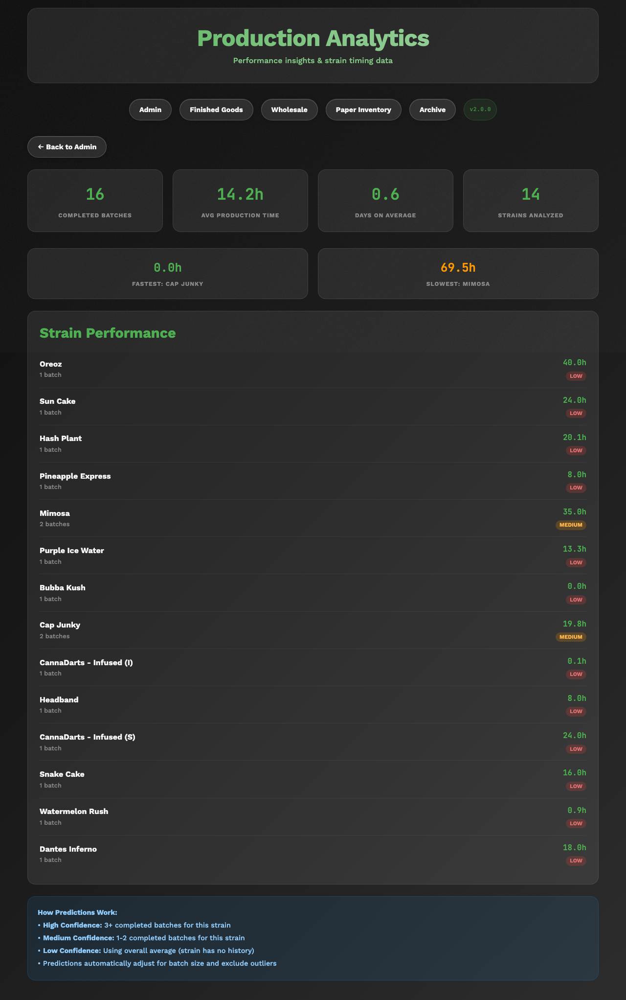 Production Analytics
Performance insights & strain timing data
Admin
Finished Goods
Wholesale
Paper Inventory
Archive
v2.0.0
← Back to Admin
16
COMPLETED BATCHES
14.2h
AVG PRODUCTION TIME
0.6
DAYS ON AVERAGE
14
STRAINS ANALYZED
0.0h
FASTEST: CAP JUNKY
69.5h
SLOWEST: MIMOSA
Strain Performance
Oreoz
1 batch
40.0h
LOW
Sun Cake
1 batch
24.0h
LOW
Hash Plant
1 batch
20.1h
LOW
Pineapple Express
1 batch
8.0h
LOW
Mimosa
2 batches
35.0h
MEDIUM
Purple Ice Water
1 batch
13.3h
LOW
Bubba Kush
1 batch
0.0h
LOW
Cap Junky
2 batches
19.8h
MEDIUM
CannaDarts - Infused (I)
1 batch
0.1h
LOW
Headband
1 batch
8.0h
LOW
CannaDarts - Infused (S)
1 batch
24.0h
LOW
Snake Cake
1 batch
16.0h
LOW
Watermelon Rush
1 batch
0.9h
LOW
Dantes Inferno
1 batch
18.0h
LOW
How Predictions Work:
• High Confidence: 3+ completed batches for this strain
• Medium Confidence: 1-2 completed batches for this strain
• Low Confidence: Using overall average (strain has no history)
• Predictions automatically adjust for batch size and exclude outliers